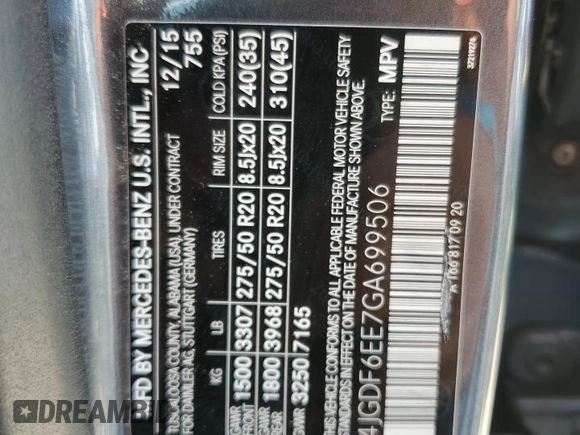 MFD BY MERCEDES-BENZ U.S. INTL., INC. 12/15
TUSCALOOSA COUNTY, ALABAMA (USA) UNDER CONTRACT 755
FOR DAIMLER AG, STUTTGART (GERMANY)
KG LB TIRES RIM SIZE COLD KPA(PSI)
GAWR FRONT 1500 3307 275/50 R20 8.5Jx20 240(35)
GAWR 1800 3968 275/50 R20 8.5Jx20 310(45)
GVWR 3250 7165
THIS VEHICLE CONFORMS TO ALL APPLICABLE FEDERAL MOTOR VEHICLE SAFETY
STANDARDS IN EFFECT ON THE DATE OF MANUFACTURE SHOWN ABOVE.
4JGDF6EE7GA699506 TYPE: MPV
A 166 817 09 20 37219276
AUTOBIDMASTER